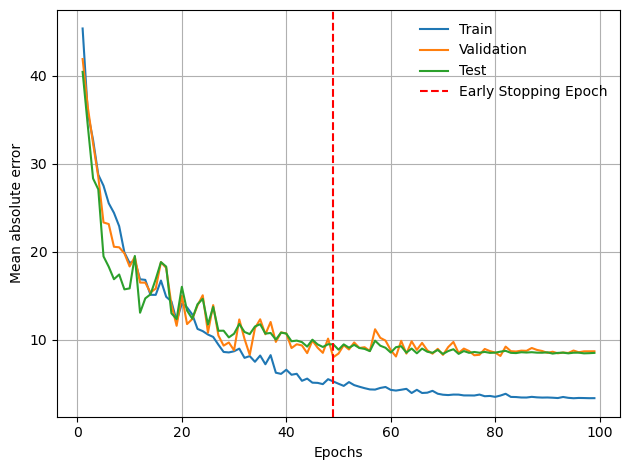 Train
Validation
Test
Early Stopping Epoch
Mean absolute error
40
30
20
10
0
20
40
60
80
100
Epochs